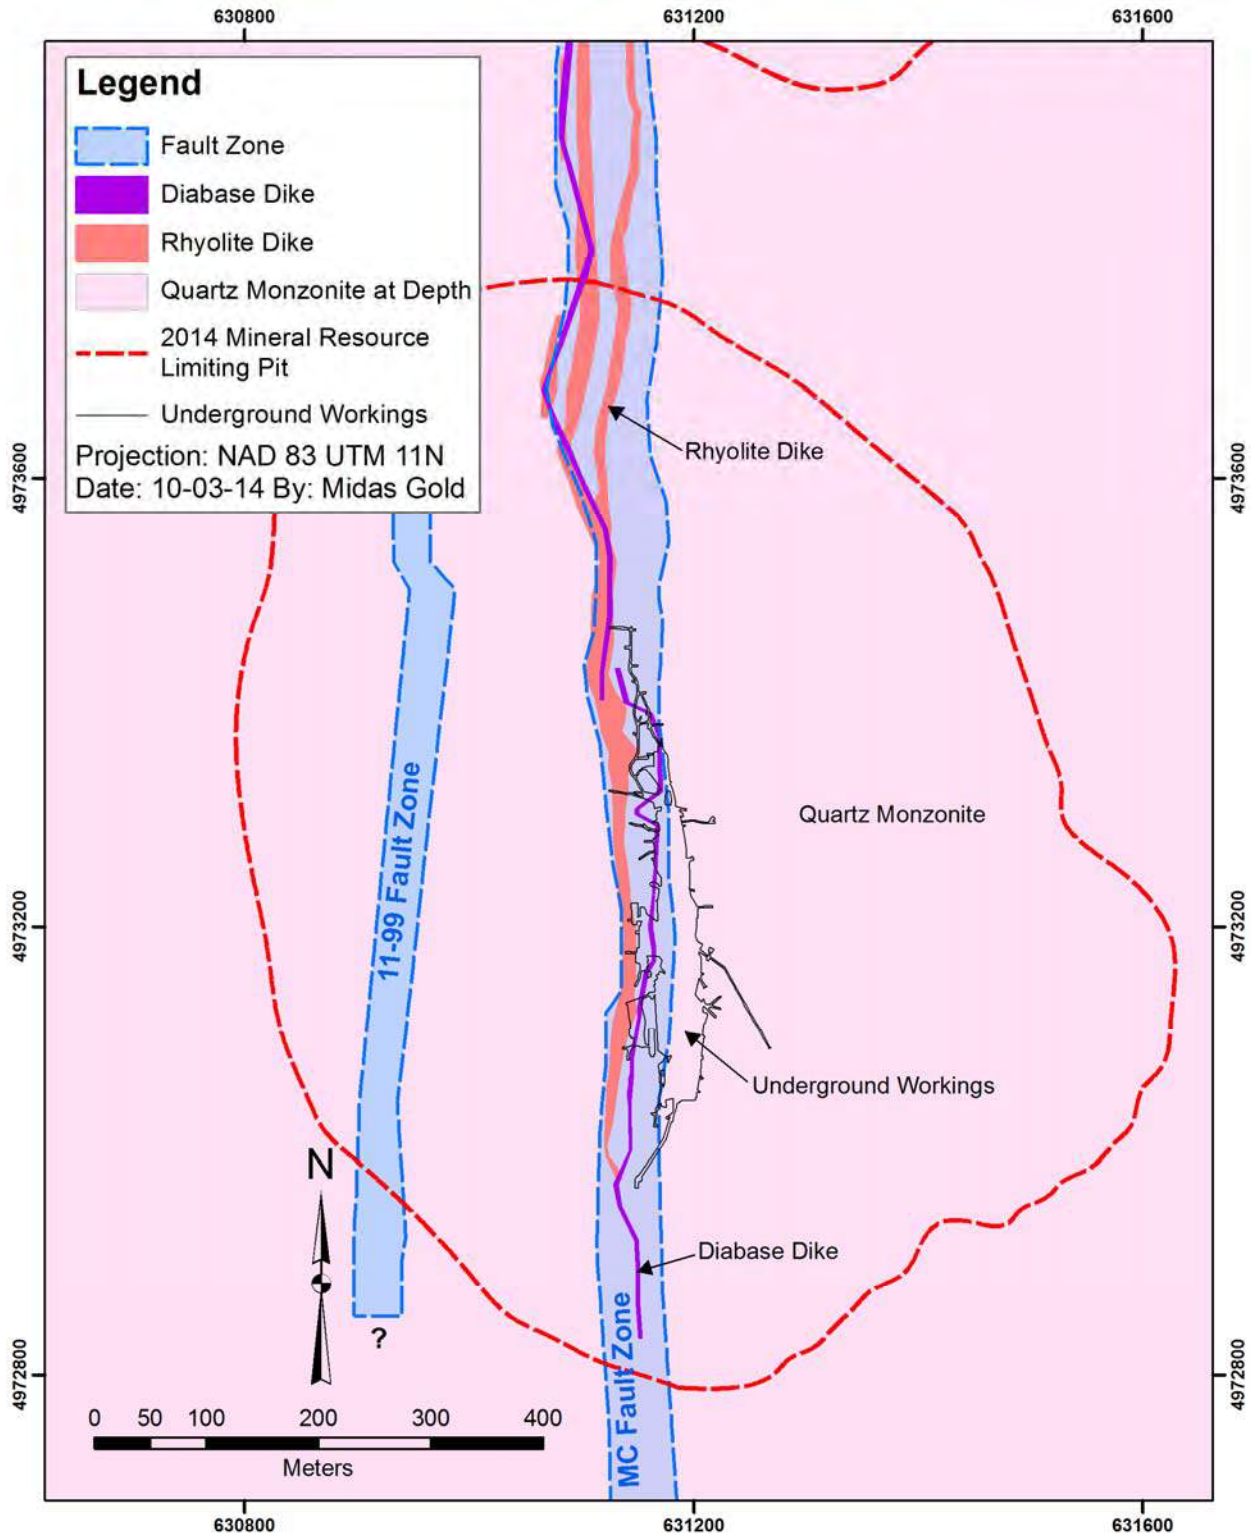 630800
631200
631600
Legend
Fault Zone
Diabase Dike
Rhyolite Dike
Quartz Monzonite at Depth
2014 Mineral Resource
Limiting Pit
Underground Workings
Projection: NAD 83 UTM 11N
Date: 10-03-14 By: Midas Gold
Rhyolite Dike
4973600
4973600
11-99 Fault Zone
Quartz Monzonite
4973200
4973200
Underground Workings
N
Diabase Dike
?
MC Fault Zone
4972800
4972800
0 50 100 200 300 400
Meters
630800
631200
631600